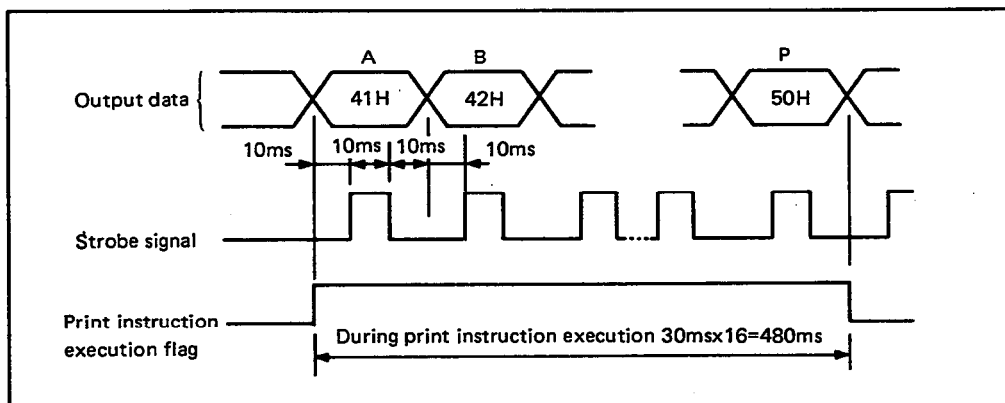 A B P
Output data 41H 42H 50H
10ms 10ms 10ms 10ms
Strobe signal
Print instruction
execution flag
During print instruction execution 30msx16=480ms